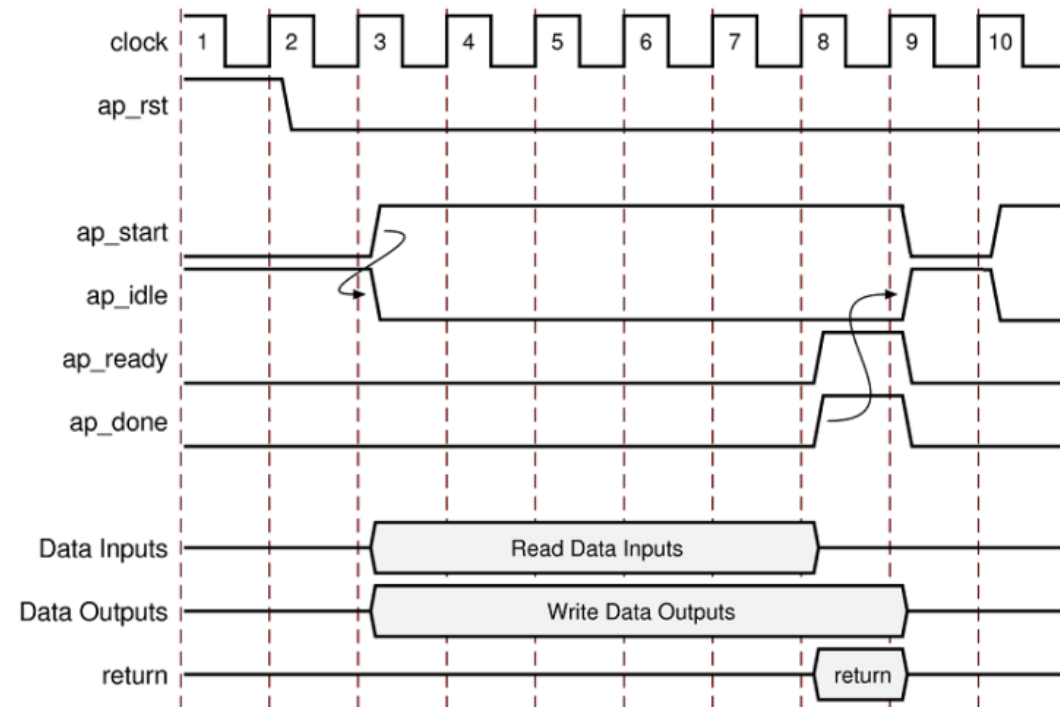 clock 1 2 3 4 5 6 7 8 9 10
ap_rst
ap_start
ap_idle
ap_ready
ap_done
Data Inputs Read Data Inputs
Data Outputs Write Data Outputs
return return